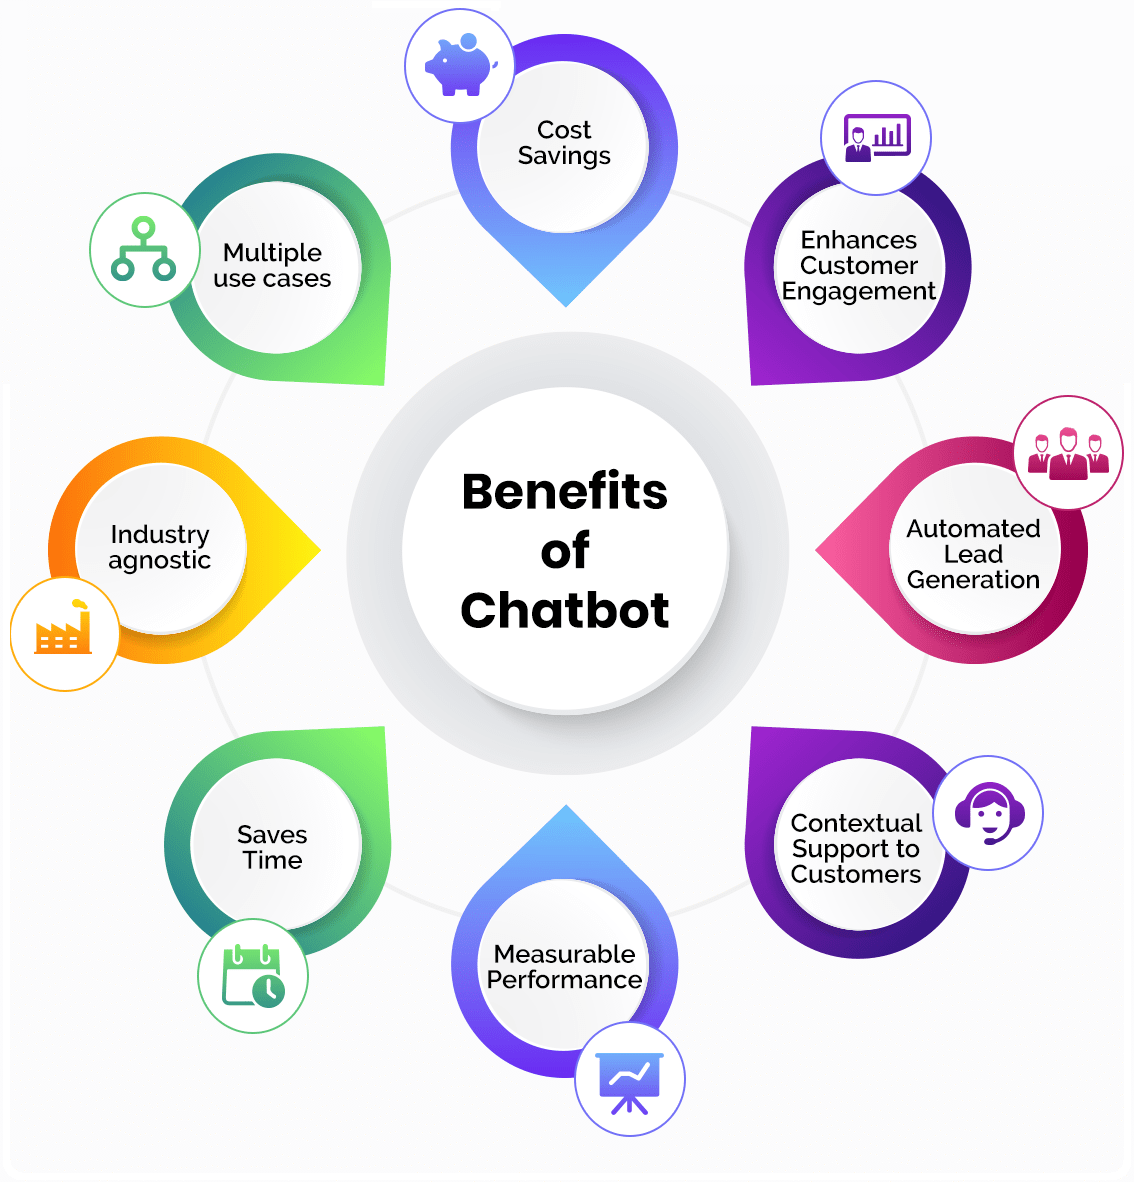 Cost
Savings
Enhances
Customer
Engagement
Automated
Lead
Generation
Contextual
Support to
Customers
Measurable
Performance
Saves
Time
Industry
agnostic
Multiple
use cases
Benefits
of
Chatbot